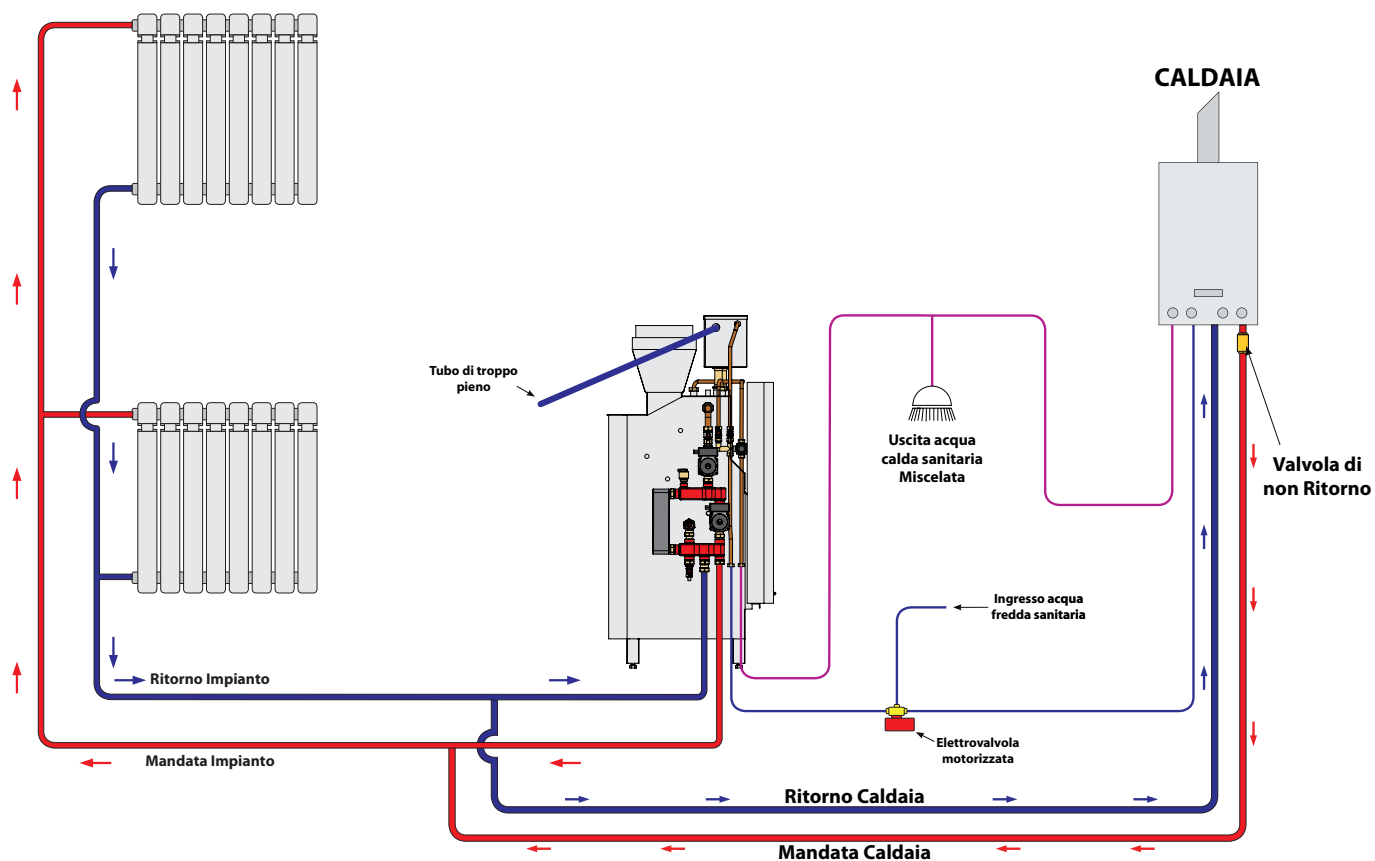 CALDAIA
Tubo di troppo
pieno
Uscita acqua
calda sanitaria
Miscelata
Valvola di
non Ritorno
Ingresso acqua
fredda sanitaria
Ritorno Impianto
Elettrovalvola
motorizzata
Mandata Impianto
Ritorno Caldaia
Mandata Caldaia